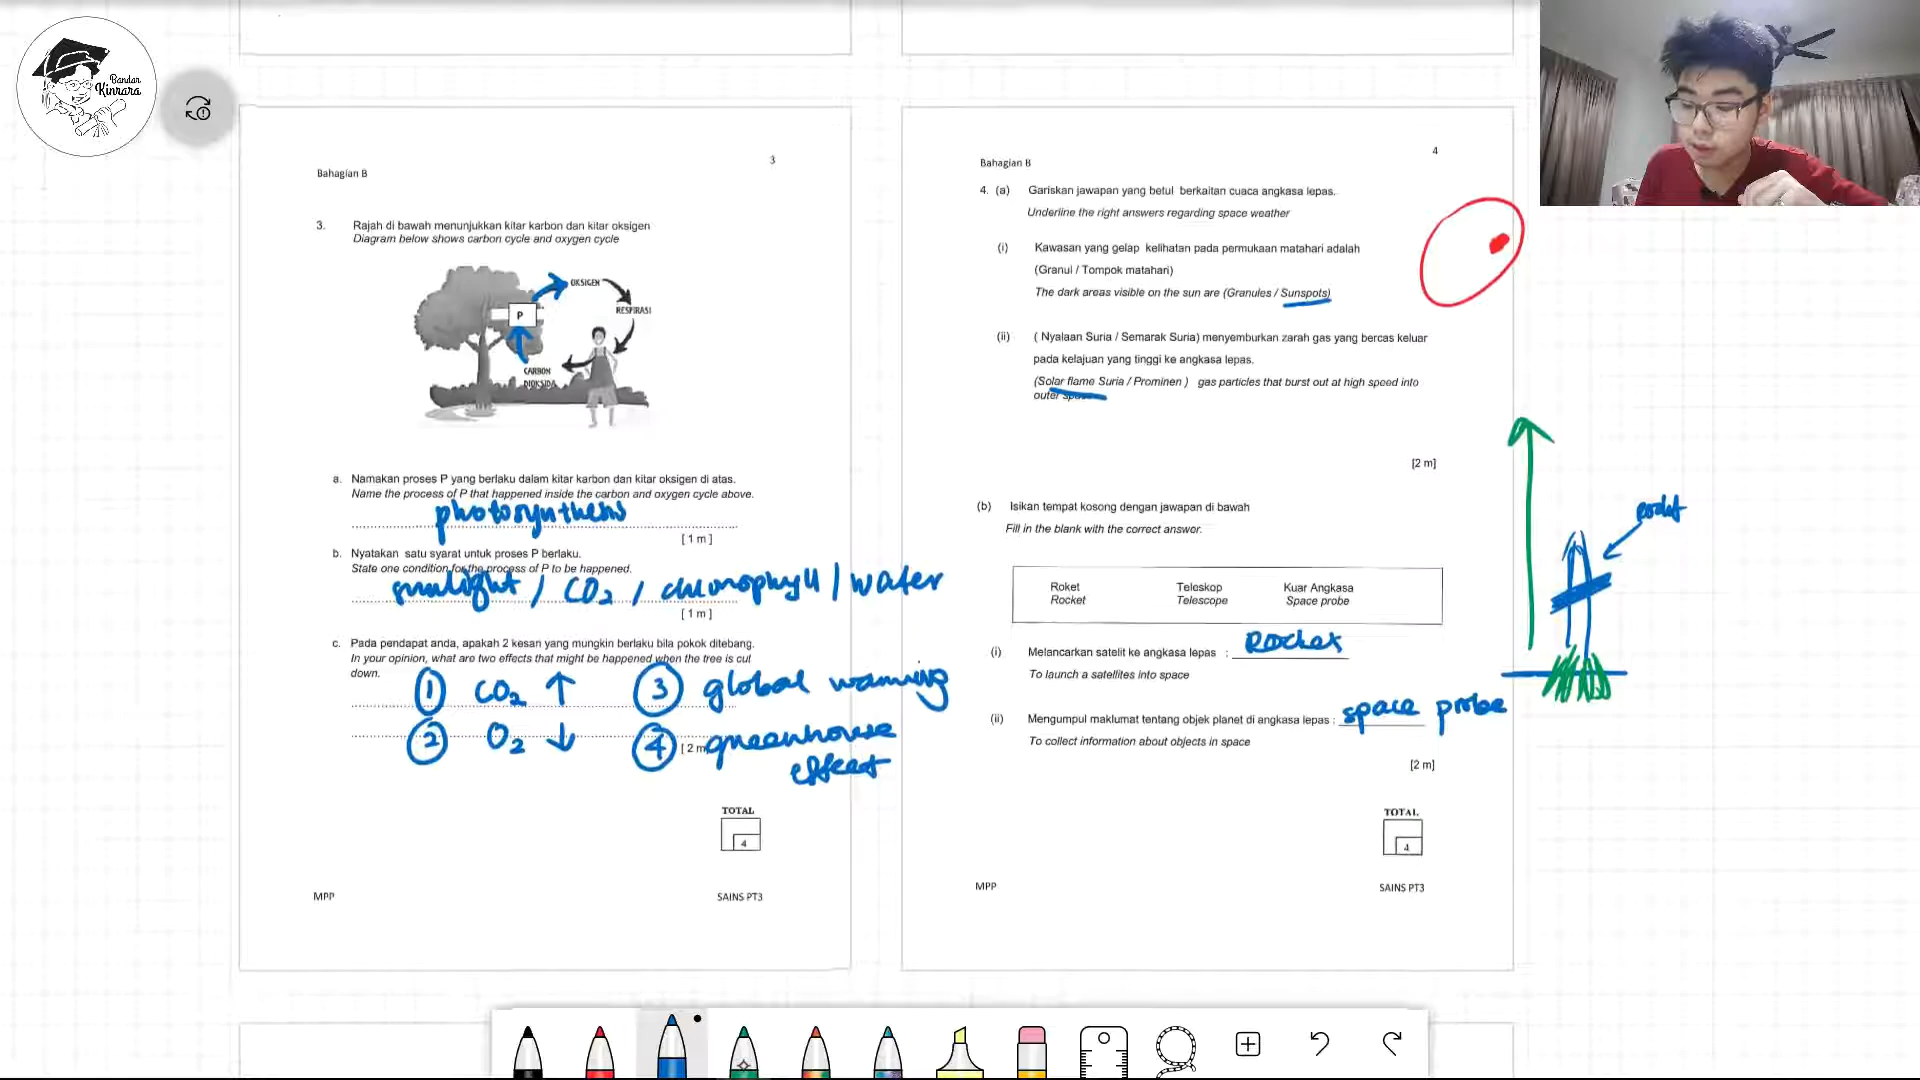 Bandar
Kinrara
3
Bahagian B
3. Rajah di bawah menunjukkan kitar karbon dan kitar oksigen
Diagram below shows carbon cycle and oxygen cycle
OKSIGEN
P
RESPIRASI
CARBON
DIOKSIDA
a. Namakan proses P yang berlaku dalam kitar karbon dan kitar oksigen di atas.
Name the process of P that happened inside the carbon and oxygen cycle above.
photosynthesis
[ 1 m ]
b. Nyatakan satu syarat untuk proses P berlaku.
State one condition for the process of P to be happened.
sunlight / CO2 / chlorophyll / water
[ 1 m ]
c. Pada pendapat anda, apakah 2 kesan yang mungkin berlaku bila pokok ditebang.
In your opinion, what are two effects that might be happened when the tree is cut
down.
1 CO2 ↑ 3 global warming
2 O2 ↓ 4 [ 2 m greenhouse
effect
TOTAL
4
MPP SAINS PT3
4
Bahagian B
4. (a) Gariskan jawapan yang betul berkaitan cuaca angkasa lepas.
Underline the right answers regarding space weather
(i) Kawasan yang gelap kelihatan pada permukaan matahari adalah
(Granul / Tompok matahari)
The dark areas visible on the sun are (Granules / Sunspots)
(ii) ( Nyalaan Suria / Semarak Suria) menyemburkan zarah gas yang bercas keluar
pada kelajuan yang tinggi ke angkasa lepas.
(Solar flame Suria / Prominen ) gas particles that burst out at high speed into
outer
[2 m]
(b) Isikan tempat kosong dengan jawapan di bawah
Fill in the blank with the correct answer.
Roket Teleskop Kuar Angkasa
Rocket Telescope Space probe
(i) Melancarkan satelit ke angkasa lepas : Rocket
To launch a satellites into space
(ii) Mengumpul maklumat tentang objek planet di angkasa lepas : space probe
To collect information about objects in space
[2 m]
TOTAL
4
MPP SAINS PT3